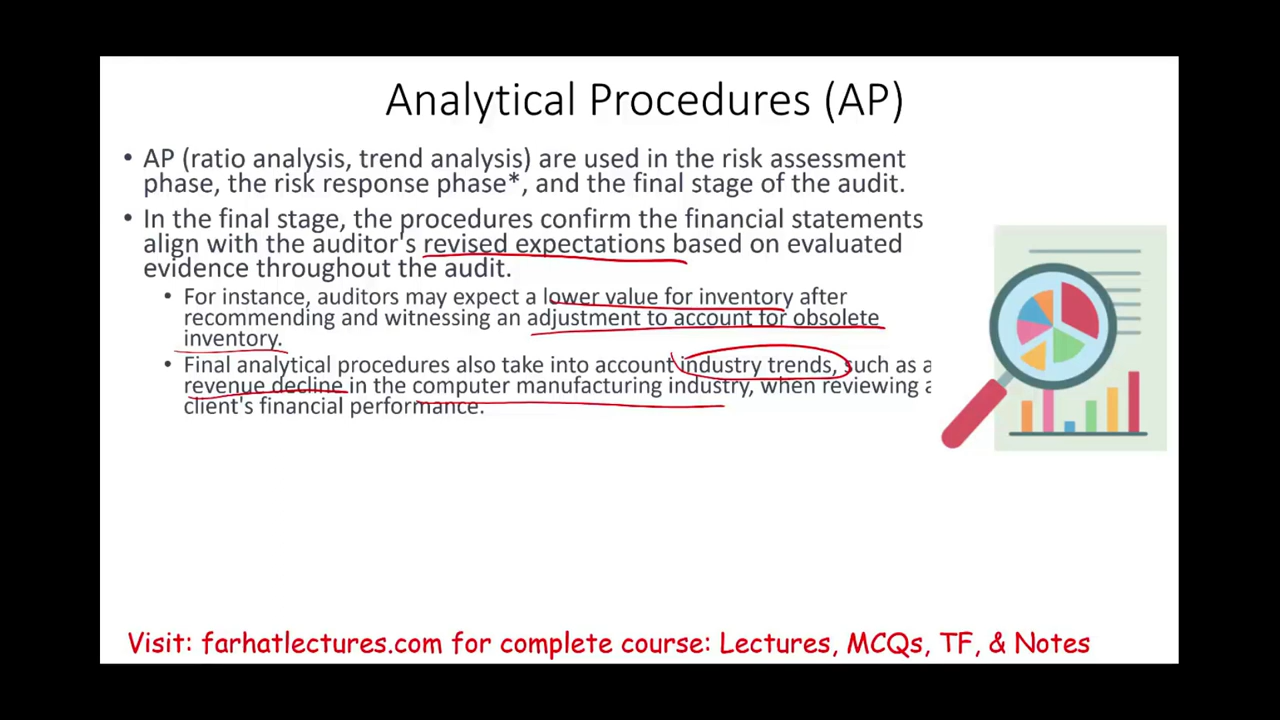 Analytical Procedures (AP)
• AP (ratio analysis, trend analysis) are used in the risk assessment
phase, the risk response phase*, and the final stage of the audit.
• In the final stage, the procedures confirm the financial statements
align with the auditor's revised expectations based on evaluated
evidence throughout the audit.
• For instance, auditors may expect a lower value for inventory after
recommending and witnessing an adjustment to account for obsolete
inventory.
• Final analytical procedures also take into account industry trends, such as a
revenue decline in the computer manufacturing industry, when reviewing a
client's financial performance.
Visit: farhatlectures.com for complete course: Lectures, MCQs, TF, & Notes